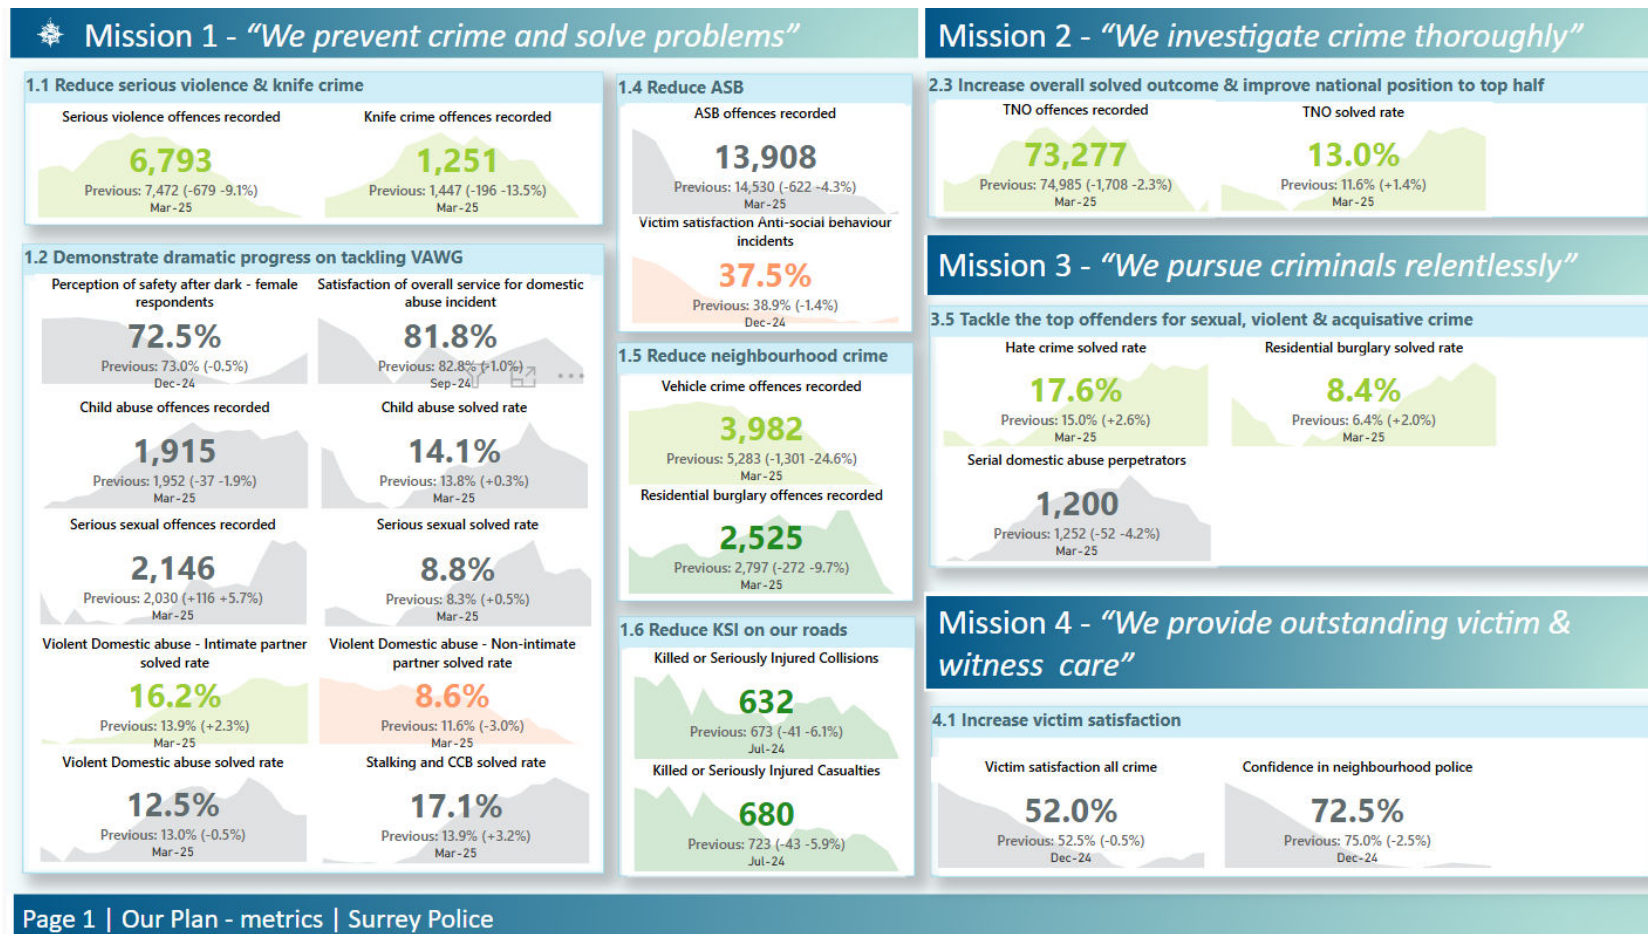 Mission 1 - “We prevent crime and solve problems”
1.1 Reduce serious violence & knife crime
Serious violence offences recorded
6,793
Previous: 7,472 (-679 -9.1%)
Mar-25
Knife crime offences recorded
1,251
Previous: 1,447 (-196 -13.5%)
Mar-25
1.2 Demonstrate dramatic progress on tackling VAWG
Perception of safety after dark - female
respondents
72.5%
Previous: 73.0% (-0.5%)
Dec-24
Satisfaction of overall service for domestic
abuse incident
81.8%
Previous: 82.8% (-1.0%)
Sep-24
Child abuse offences recorded
1,915
Previous: 1,952 (-37 -1.9%)
Mar-25
Child abuse solved rate
14.1%
Previous: 13.8% (+0.3%)
Mar-25
Serious sexual offences recorded
2,146
Previous: 2,030 (+116 +5.7%)
Mar-25
Serious sexual solved rate
8.8%
Previous: 8.3% (+0.5%)
Mar-25
Violent Domestic abuse - Intimate partner
solved rate
16.2%
Previous: 13.9% (+2.3%)
Mar-25
Violent Domestic abuse - Non-intimate
partner solved rate
8.6%
Previous: 11.6% (-3.0%)
Mar-25
Violent Domestic abuse solved rate
12.5%
Previous: 13.0% (-0.5%)
Mar-25
Stalking and CCB solved rate
17.1%
Previous: 13.9% (+3.2%)
Mar-25
1.4 Reduce ASB
ASB offences recorded
13,908
Previous: 14,530 (-622 -4.3%)
Mar-25
Victim satisfaction Anti-social behaviour
incidents
37.5%
Previous: 38.9% (-1.4%)
Dec-24
1.5 Reduce neighbourhood crime
Vehicle crime offences recorded
3,982
Previous: 5,283 (-1,301 -24.6%)
Mar-25
Residential burglary offences recorded
2,525
Previous: 2,797 (-272 -9.7%)
Mar-25
1.6 Reduce KSI on our roads
Killed or Seriously Injured Collisions
632
Previous: 673 (-41 -6.1%)
Jul-24
Killed or Seriously Injured Casualties
680
Previous: 723 (-43 -5.9%)
Jul-24
Mission 2 - “We investigate crime thoroughly”
2.3 Increase overall solved outcome & improve national position to top half
TNO offences recorded
73,277
Previous: 74,985 (-1,708 -2.3%)
Mar-25
TNO solved rate
13.0%
Previous: 11.6% (+1.4%)
Mar-25
Mission 3 - “We pursue criminals relentlessly”
3.5 Tackle the top offenders for sexual, violent & acquisative crime
Hate crime solved rate
17.6%
Previous: 15.0% (+2.6%)
Mar-25
Residential burglary solved rate
8.4%
Previous: 6.4% (+2.0%)
Mar-25
Serial domestic abuse perpetrators
1,200
Previous: 1,252 (-52 -4.2%)
Mar-25
Mission 4 - “We provide outstanding victim &
witness care”
4.1 Increase victim satisfaction
Victim satisfaction all crime
52.0%
Previous: 52.5% (-0.5%)
Dec-24
Confidence in neighbourhood police
72.5%
Previous: 75.0% (-2.5%)
Dec-24
Page 1 | Our Plan - metrics | Surrey Police